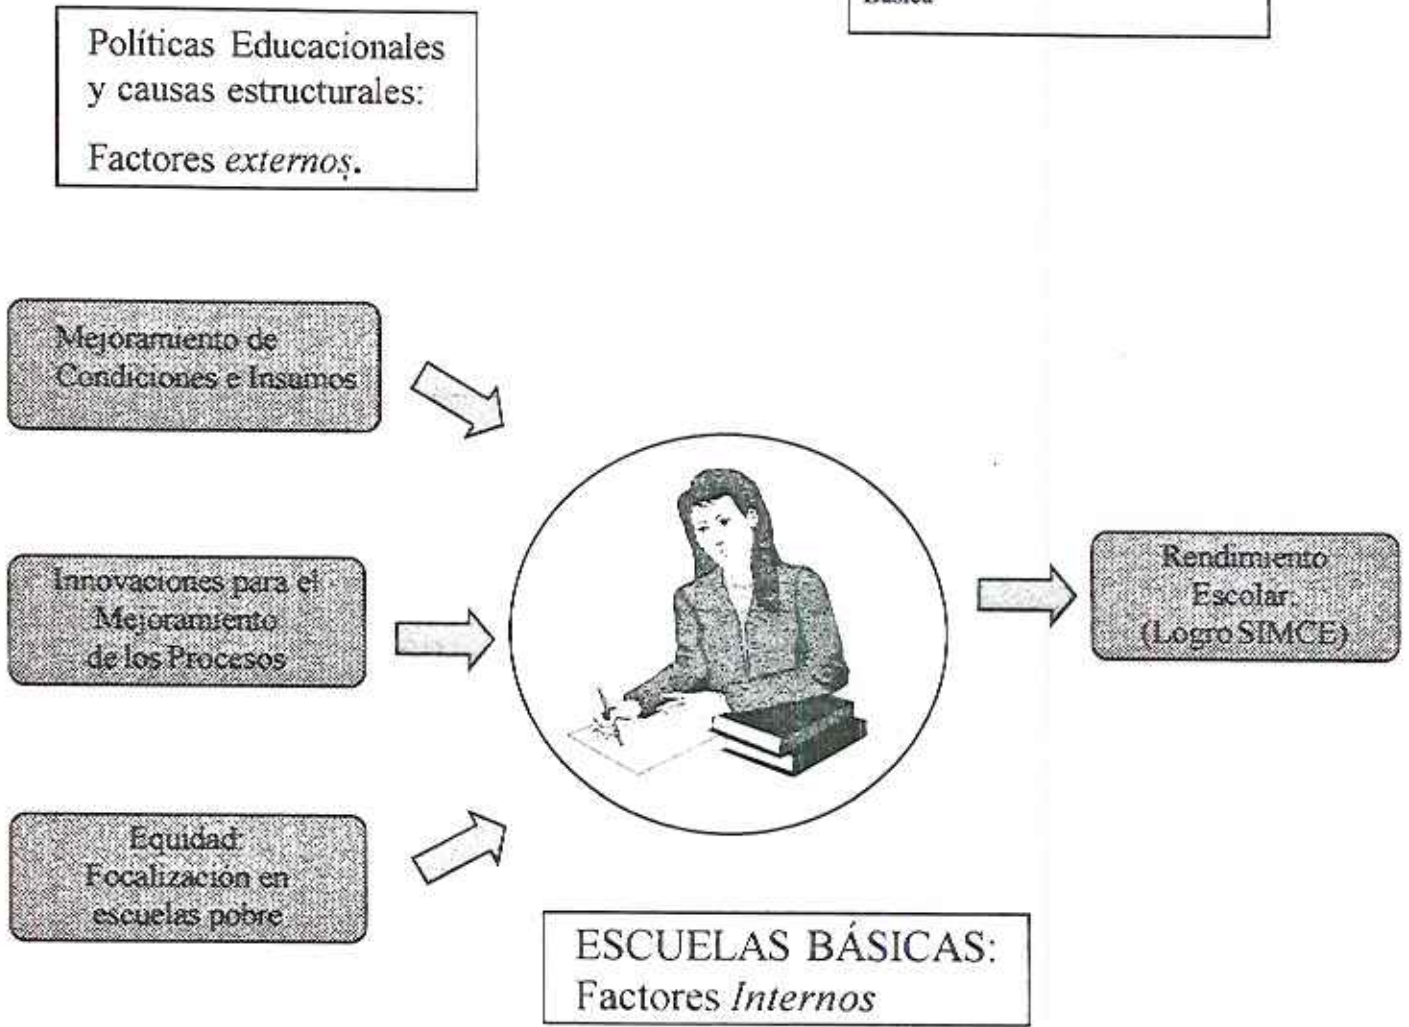 Básica
Políticas Educacionales
y causas estructurales:
Factores externos.
Mejoramiento de
Condiciones e Insumos
Innovaciones para el
Mejoramiento
de los Procesos
Equidad:
Focalización en
escuelas pobre
Rendimiento
Escolar:
(Logro SIMCE)
ESCUELAS BÁSICAS:
Factores Internos